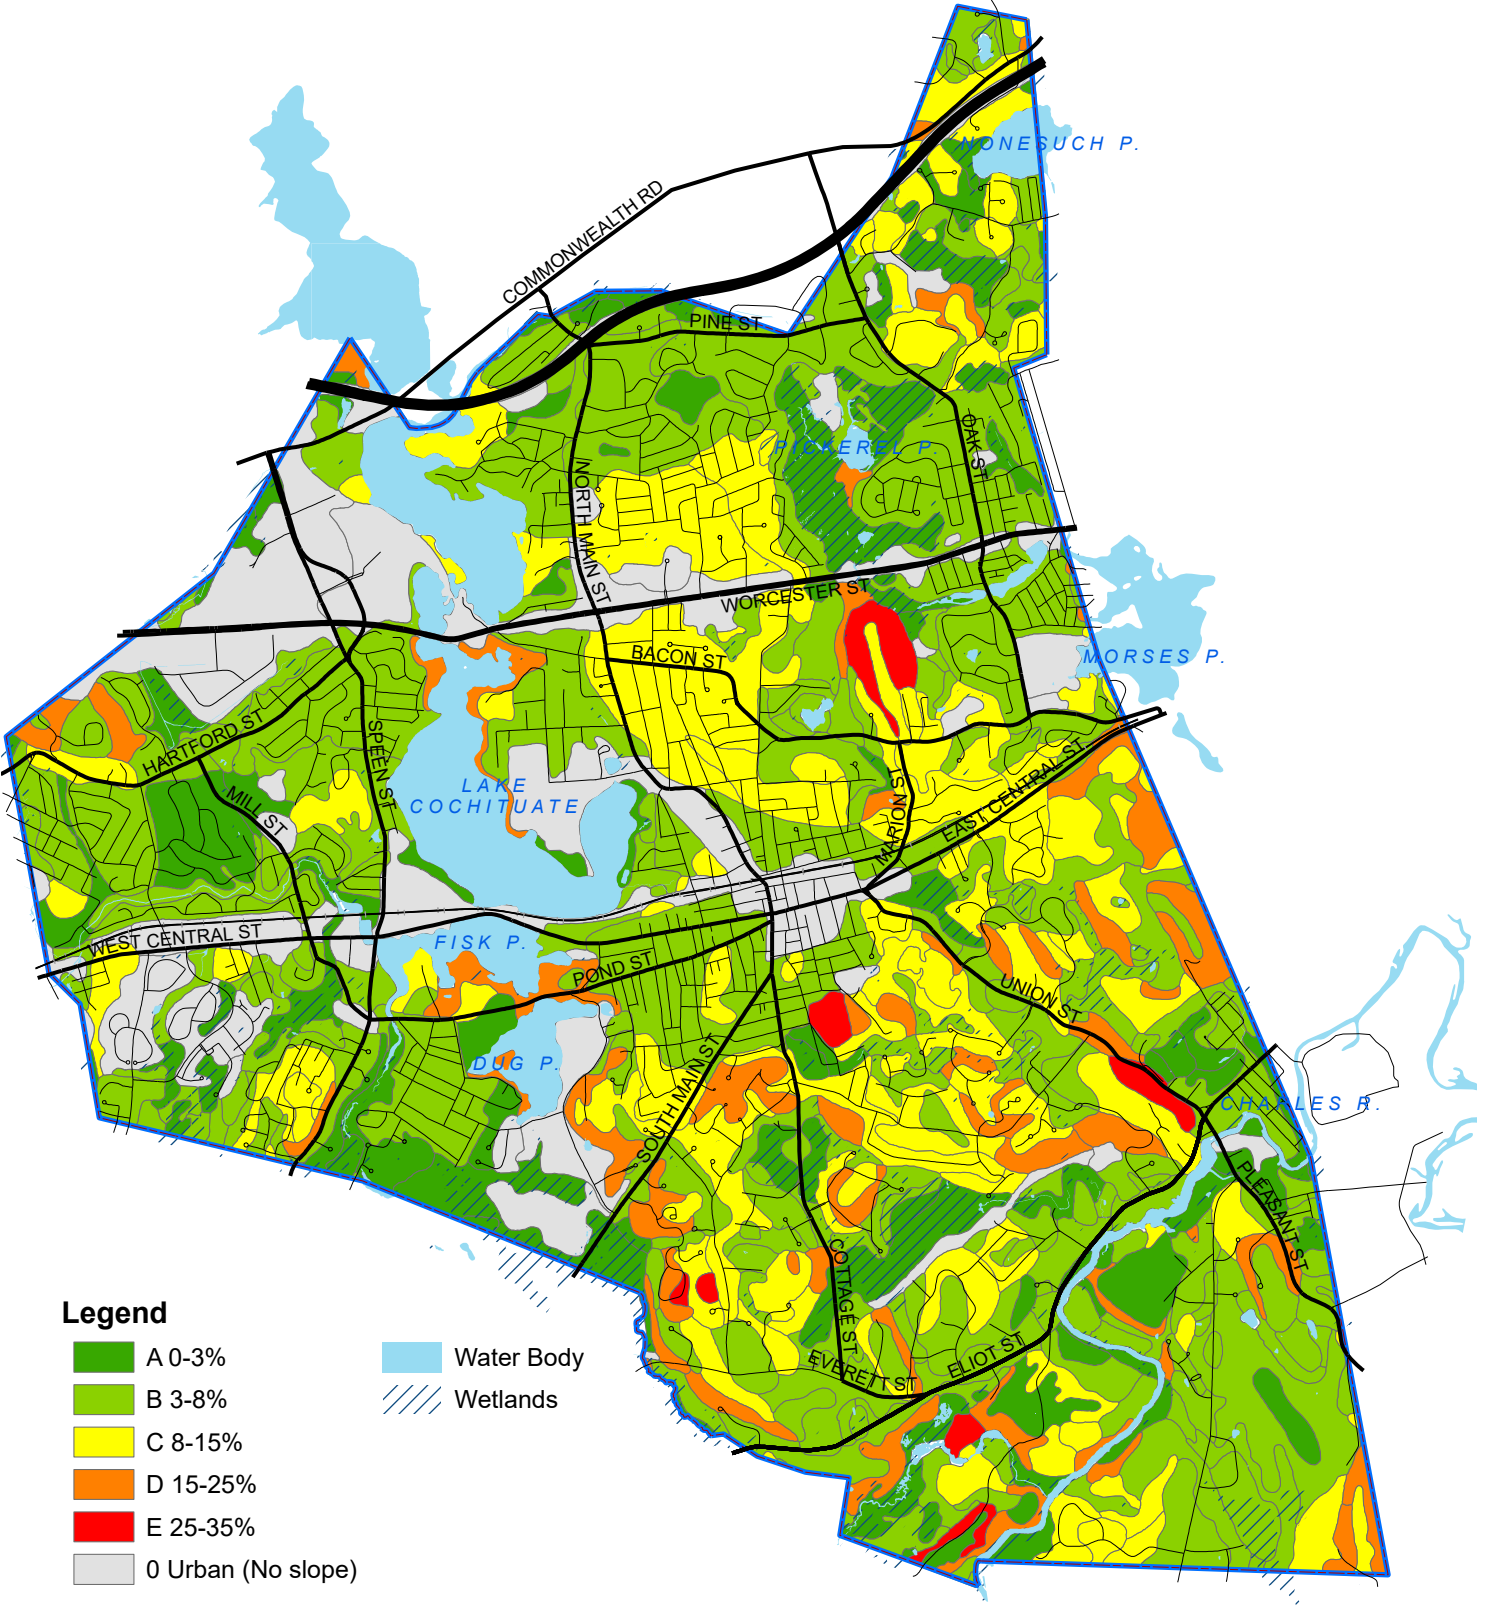 NONESUCH P.
COMMONWEALTH RD
PINE ST
OAK ST
PICKEREL P.
NORTH MAIN ST
WORCESTER ST
BACON ST
MORSES P.
HARTFORD ST
SPEEN ST
MILL ST
LAKE
COCHITUATE
MARION ST
EAST CENTRAL ST
WEST CENTRAL ST
FISK P.
POND ST
UNION ST
DUG P.
SOUTH MAIN ST
CHARLES R.
PLEASANT ST
COTTAGE ST
EVERETT ST
ELIOT ST
Legend
A 0-3%
B 3-8%
C 8-15%
D 15-25%
E 25-35%
0 Urban (No slope)
Water Body
Wetlands